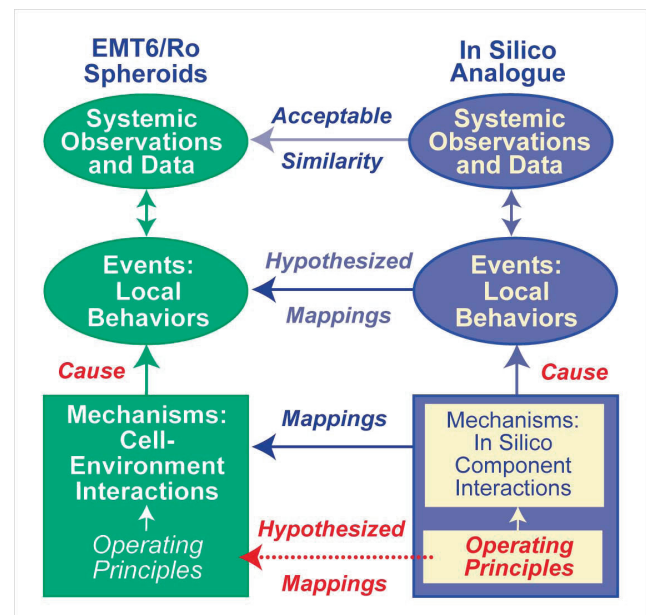 EMT6/Ro
Spheroids
In Silico
Analogue
Systemic
Observations
and Data
Acceptable
Similarity
Systemic
Observations
and Data
Events:
Local
Behaviors
Hypothesized
Mappings
Events:
Local
Behaviors
Cause
Cause
Mechanisms:
Cell-
Environment
Interactions
Operating
Principles
Mappings
Hypothesized
Mappings
Mechanisms:
In Silico
Component
Interactions
Operating
Principles